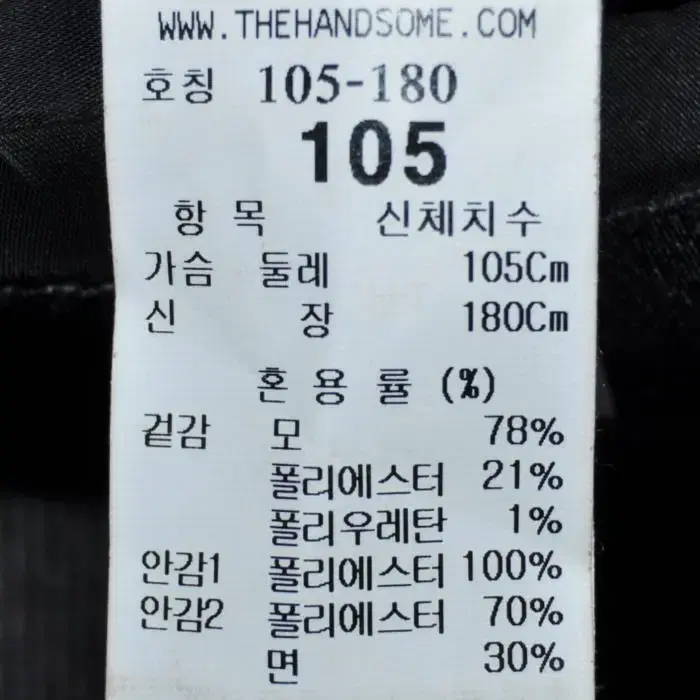 WWW.THEHANDSOME.COM
호칭 105-180
105
항 목 신체치수
가슴 둘레 105Cm
신 장 180Cm
혼 용 률 (%)
겉감 모 78%
폴리에스터 21%
폴리우레탄 1%
안감1 폴리에스터 100%
안감2 폴리에스터 70%
면 30%